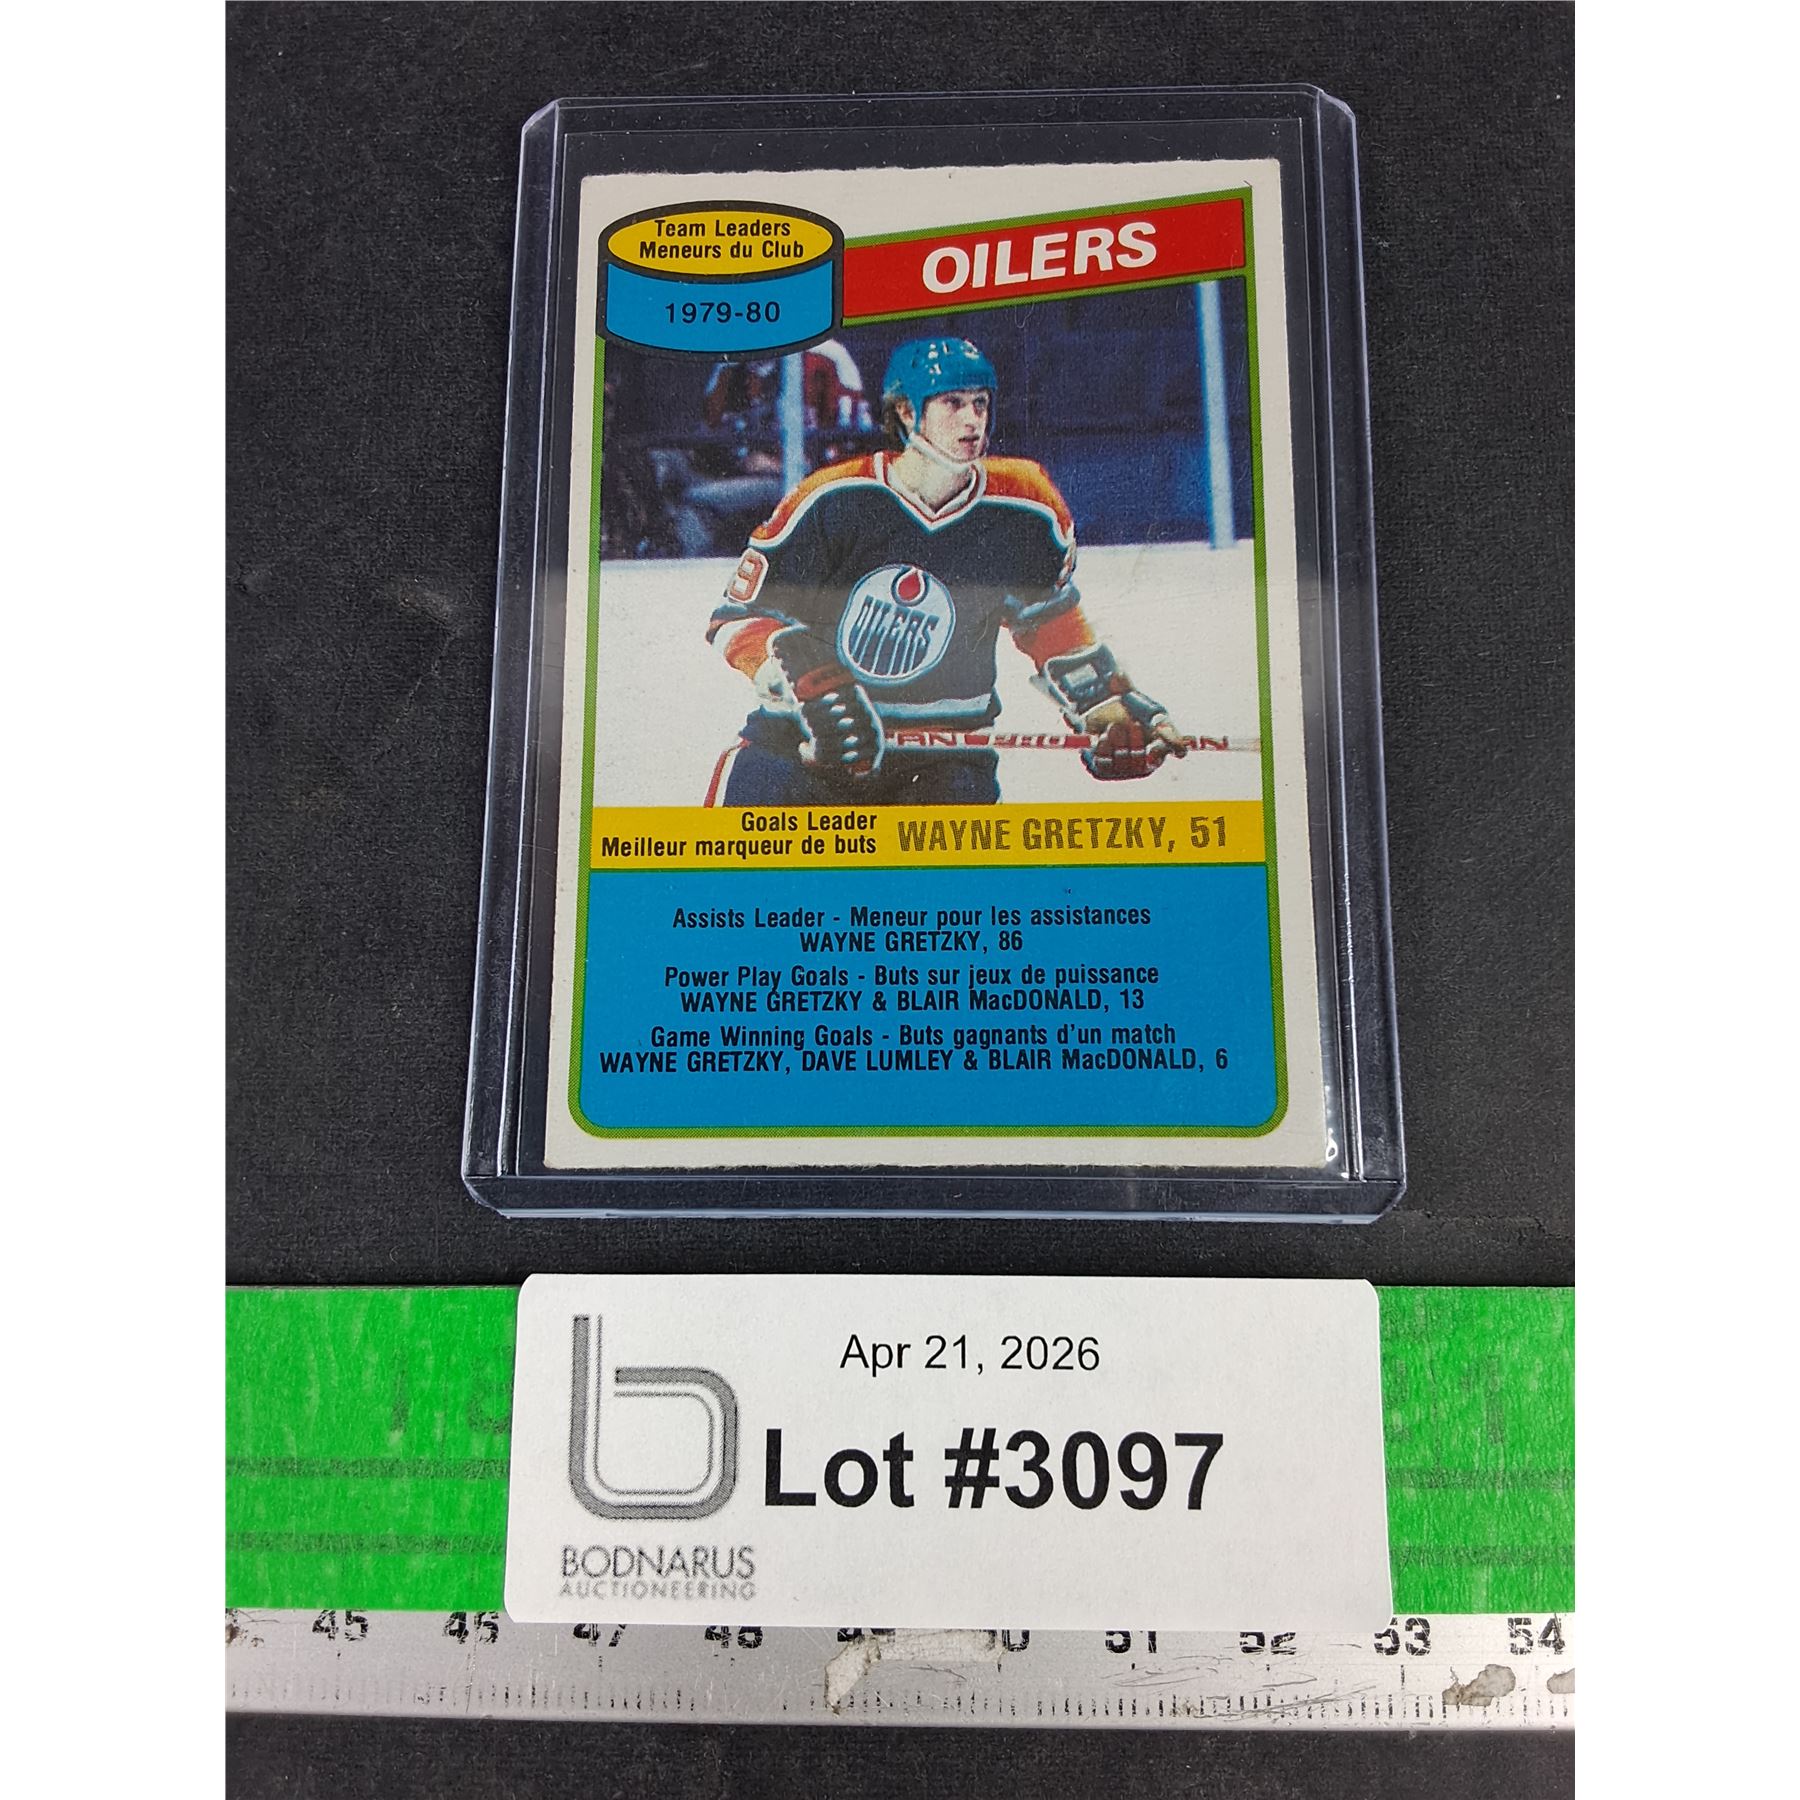 Team Leaders
Meneurs du Club
1979-80
OILERS
OILERS
Goals Leader
Meilleur marqueur de buts
WAYNE GRETZKY, 51
Assists Leader - Meneur pour les assistances
WAYNE GRETZKY, 86
Power Play Goals - Buts sur jeux de puissance
WAYNE GRETZKY & BLAIR MacDONALD, 13
Game Winning Goals - Buts gagnants d'un match
WAYNE GRETZKY, DAVE LUMLEY & BLAIR MacDONALD, 6
Apr 21, 2026
Lot #3097
BODNARUS
AUCTIONEERING
45 46 47 48 49 50 51 52 53 54